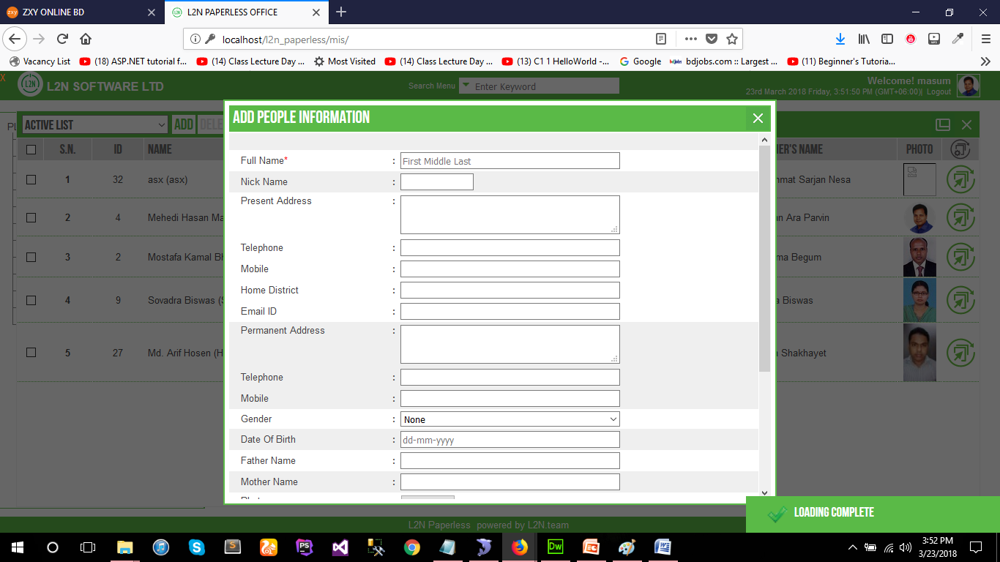 ZXY ONLINE BD
L2N PAPERLESS OFFICE
localhost/l2n_paperless/mis/
Vacancy List (18) ASP.NET tutorial f... (14) Class Lecture Day ... Most Visited (14) Class Lecture Day ... (13) C1 1 HelloWorld -... Google bdjobs.com :: Largest ... (11) Beginner's Tutoria...
X
L2N
L2N SOFTWARE LTD
Search Menu Enter Keyword
Welcome! masum
23rd March 2018 Friday, 3:51:50 PM (GMT+06:00)| Logout
ACTIVE LIST ADD DELE
ADD PEOPLE INFORMATION
S.N. ID NAME ER'S NAME PHOTO
1 32 asx (asx) mat Sarjan Nesa
2 4 Mehedi Hasan Ma n Ara Parvin
3 2 Mostafa Kamal Bh ma Begum
4 9 Sovadra Biswas (S a Biswas
5 27 Md. Arif Hosen (H Shakhayet
Full Name* : First Middle Last
Nick Name :
Present Address :
Telephone :
Mobile :
Home District :
Email ID :
Permanent Address :
Telephone :
Mobile :
Gender : None
Date Of Birth : dd-mm-yyyy
Father Name :
Mother Name :
LOADING COMPLETE
L2N Paperless powered by L2N.team
3:52 PM
3/23/2018